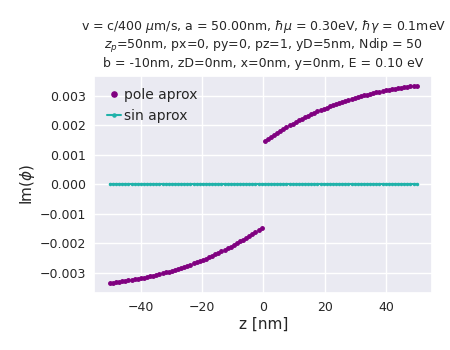 v = c/400 μm/s, a = 50.00nm, ℏμ = 0.30eV, ℏγ = 0.1meV
zₚ=50nm, px=0, py=0, pz=1, yD=5nm, Ndip = 50
b = -10nm, zD=0nm, x=0nm, y=0nm, E = 0.10 eV
pole aprox
sin aprox
Im(ϕ)
0.003
0.002
0.001
0.000
−0.001
−0.002
−0.003
−40 −20 0 20 40
z [nm]